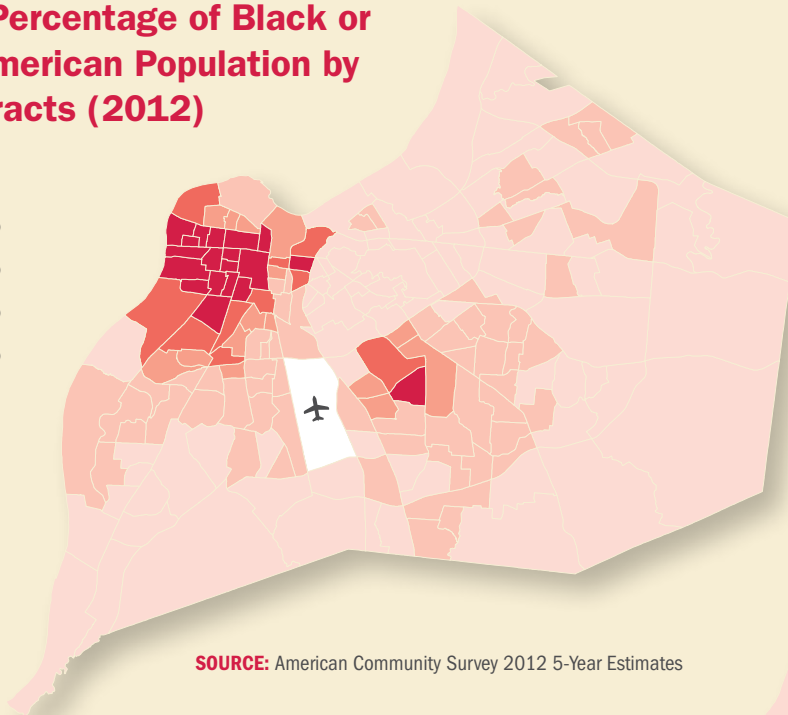 Percentage of Black or
merican Population by
racts (2012)
SOURCE: American Community Survey 2012 5-Year Estimates